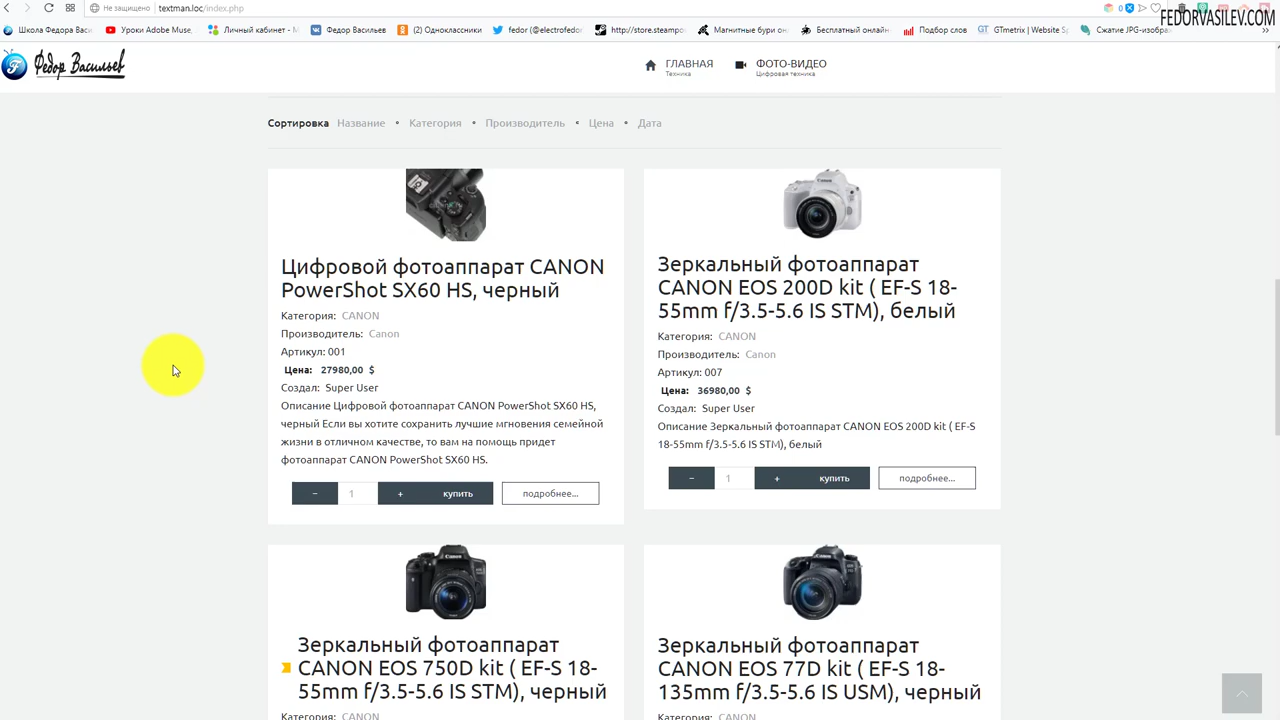 Не защищено
textman.loc/index.php
0
FEDORVASILEV.COM
Школа Федора Васи
Уроки Adobe Muse,
Личный кабинет - М
Федор Васильев
(2) Одноклассники
fedor (@electrofedo
http://store.steampo
Магнитные бури он
Бесплатный онлайн
Подбор слов
GTmetrix | Website S
Сжатие JPG-изобра
Федор Васильев
ГЛАВНАЯ
Техника
ФОТО-ВИДЕО
Цифровая техника
Сортировка Название • Категория • Производитель • Цена • Дата
Цифровой фотоаппарат CANON
PowerShot SX60 HS, черный
Категория: CANON
Производитель: Canon
Артикул: 001
Цена: 27980,00 $
Создал: Super User
Описание Цифровой фотоаппарат CANON PowerShot SX60 HS,
черный Если вы хотите сохранить лучшие мгновения семейной
жизни в отличном качестве, то вам на помощь придет
фотоаппарат CANON PowerShot SX60 HS.
− 1 + купить подробнее...
Зеркальный фотоаппарат
CANON EOS 200D kit ( EF-S 18-
55mm f/3.5-5.6 IS STM), белый
Категория: CANON
Производитель: Canon
Артикул: 007
Цена: 36980,00 $
Создал: Super User
Описание Зеркальный фотоаппарат CANON EOS 200D kit ( EF-S
18-55mm f/3.5-5.6 IS STM), белый
− 1 + купить подробнее...
Зеркальный фотоаппарат
CANON EOS 750D kit ( EF-S 18-
55mm f/3.5-5.6 IS STM), черный
Категория: CANON
Зеркальный фотоаппарат
CANON EOS 77D kit ( EF-S 18-
135mm f/3.5-5.6 IS USM), черный
Категория: CANON